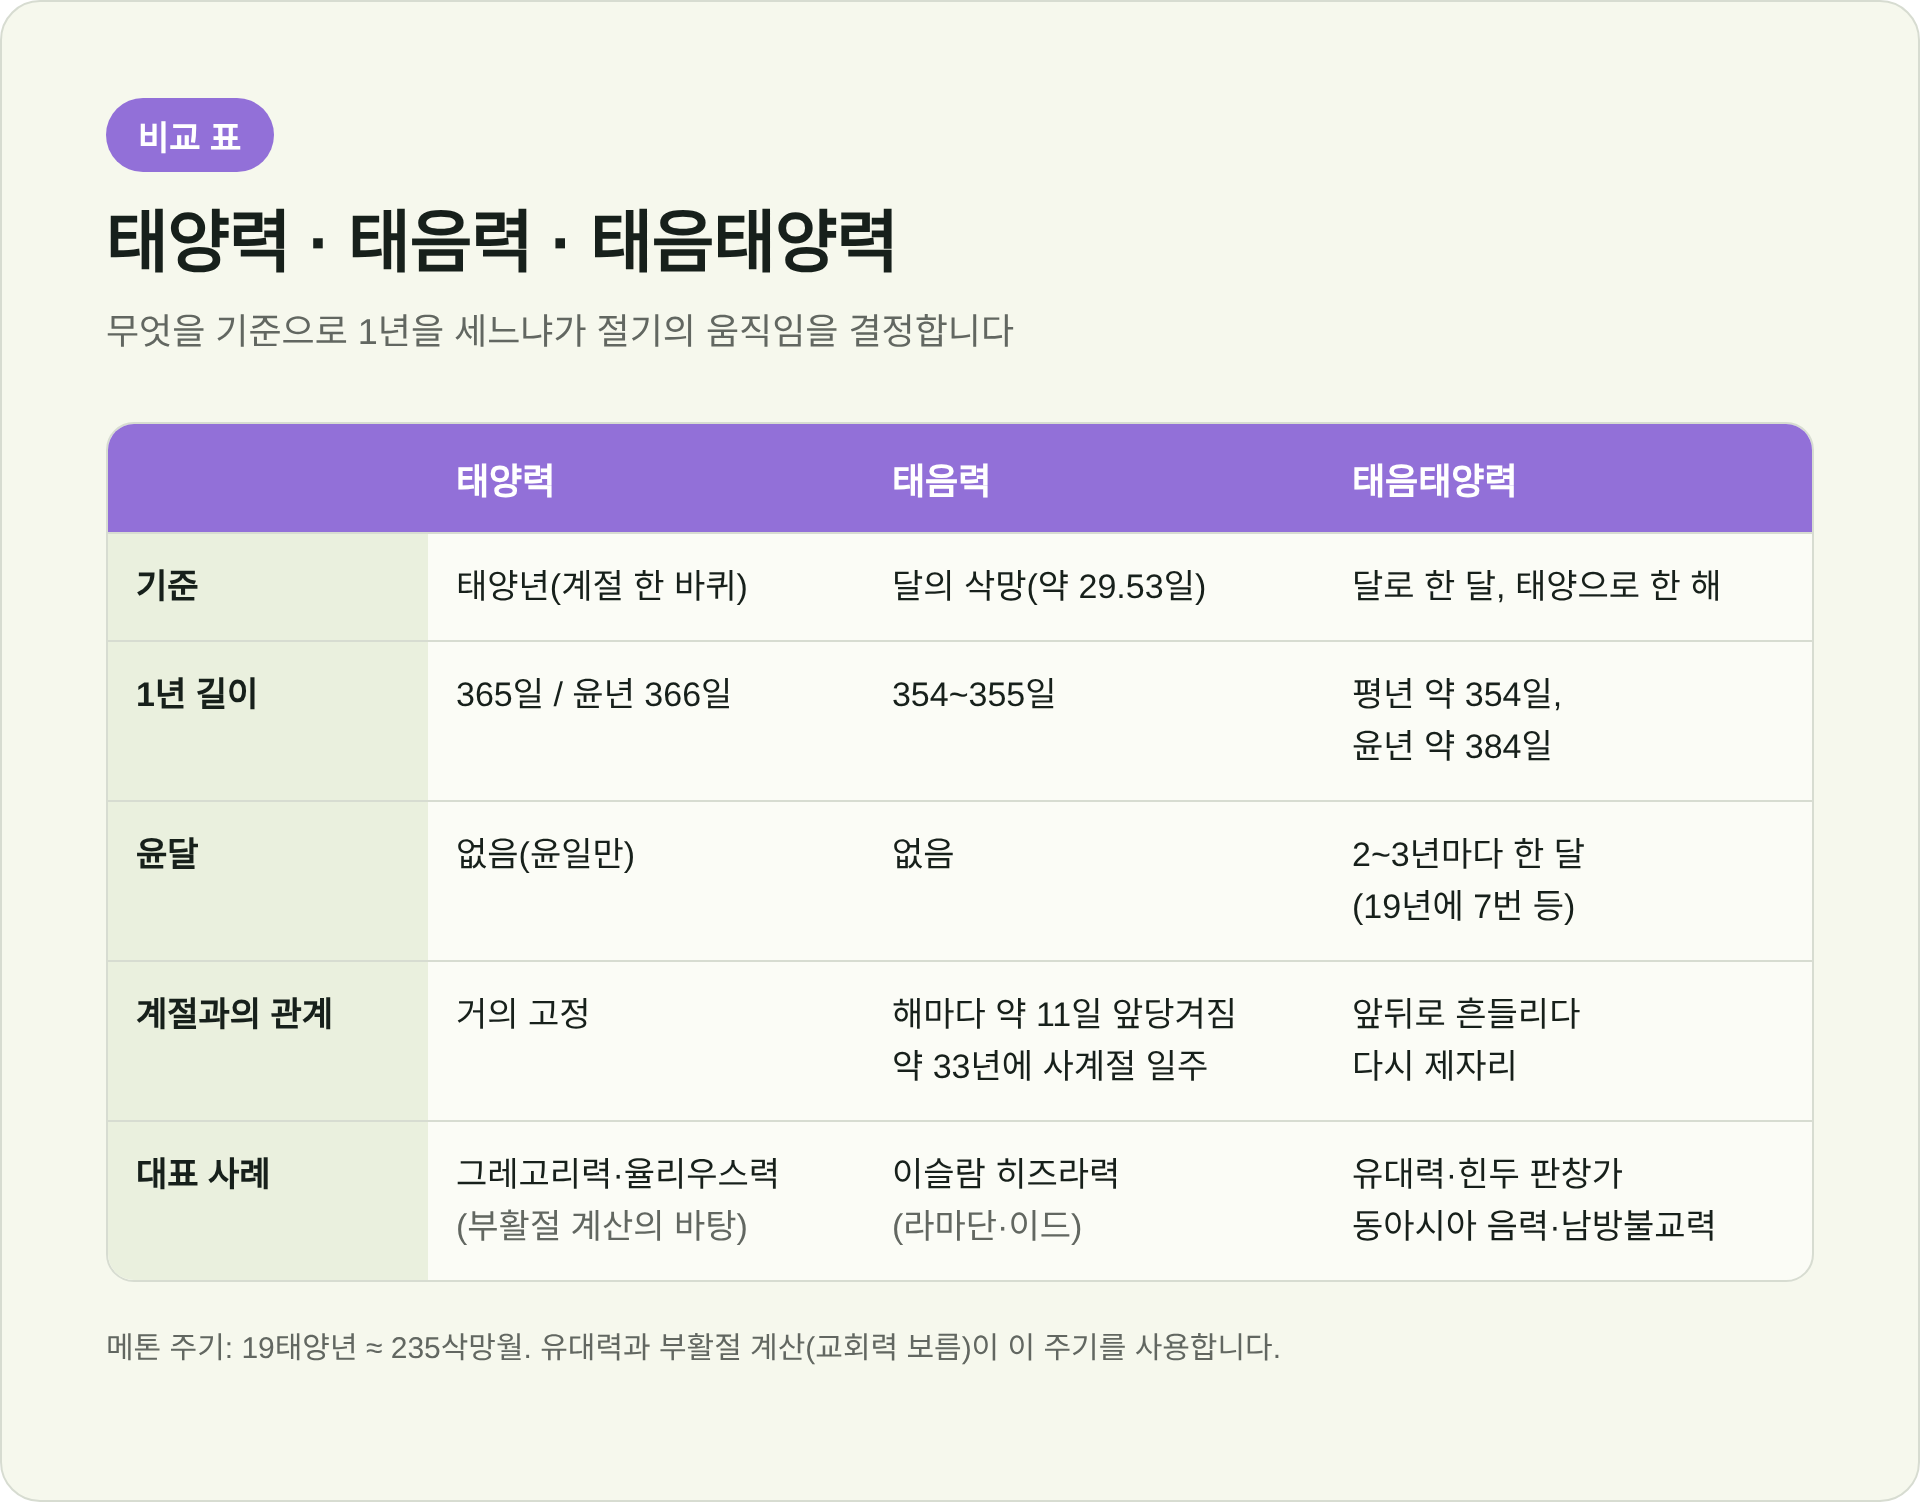 비교 표
태양력 · 태음력 · 태음태양력
무엇을 기준으로 1년을 세느냐가 절기의 움직임을 결정합니다
태양력 태음력 태음태양력
기준 태양년(계절 한 바퀴) 달의 삭망(약 29.53일) 달로 한 달, 태양으로 한 해
1년 길이 365일 / 윤년 366일 354~355일 평년 약 354일,
윤년 약 384일
윤달 없음(윤일만) 없음 2~3년마다 한 달
(19년에 7번 등)
계절과의 관계 거의 고정 해마다 약 11일 앞당겨짐 앞뒤로 흔들리다
약 33년에 사계절 일주 다시 제자리
대표 사례 그레고리력·율리우스력 이슬람 히즈라력 유대력·힌두 판창가
(부활절 계산의 바탕) (라마단·이드) 동아시아 음력·남방불교력
메톤 주기: 19태양년 ≈ 235삭망월. 유대력과 부활절 계산(교회력 보름)이 이 주기를 사용합니다.